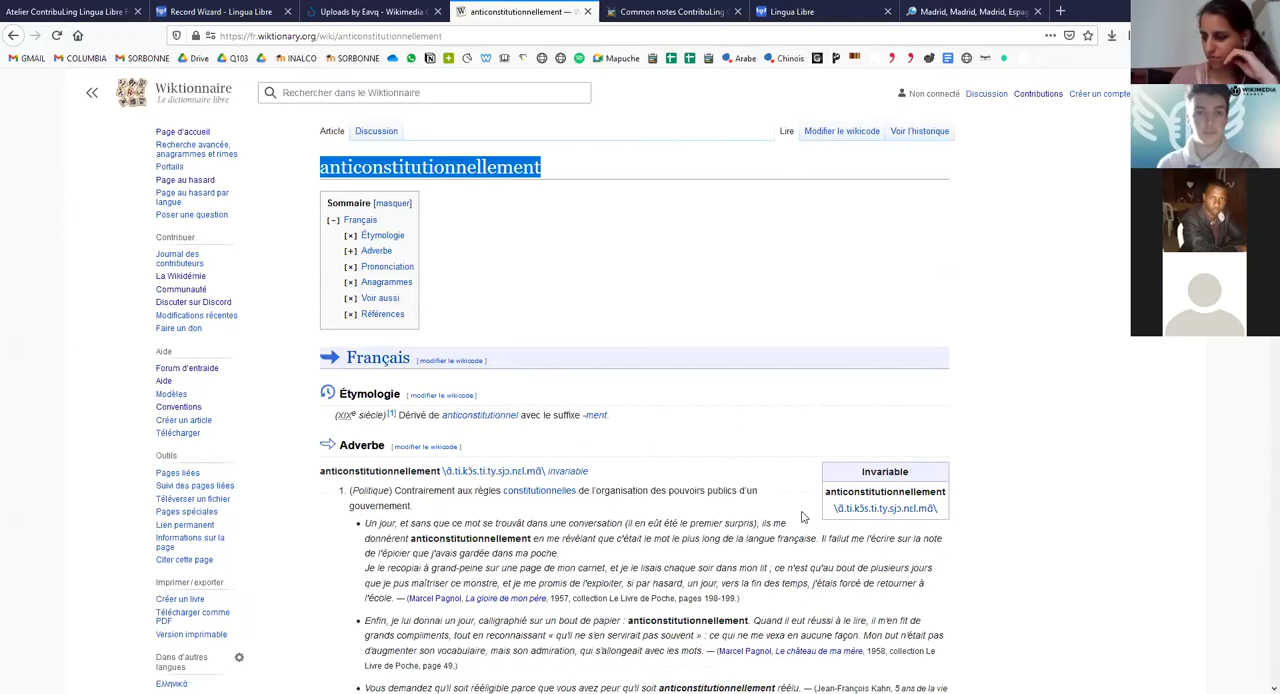 Atelier ContribuLing Lingua Libre F
Record Wizard - Lingua Libre
Uploads by Eavq - Wikimedia C
anticonstitutionnellement —
Common notes ContribuLing
Lingua Libre
Madrid, Madrid, Madrid, Espag
https://fr.wiktionary.org/wiki/anticonstitutionnellement
GMAIL
COLUMBIA
SORBONNE
Drive
Q103
INALCO
SORBONNE
Mapuche
Arabe
Chinois
WIKIMEDIA
Wiktionnaire
Le dictionnaire libre
Rechercher dans le Wiktionnaire
Non connecté Discussion Contributions Créer un compte
Page d'accueil
Recherche avancée,
anagrammes et rimes
Portails
Page au hasard
Page au hasard par
langue
Poser une question
Contribuer
Journal des
contributeurs
La Wikidémie
Communauté
Discuter sur Discord
Modifications récentes
Faire un don
Aide
Forum d'entraide
Aide
Modèles
Conventions
Créer un article
Télécharger
Outils
Pages liées
Suivi des pages liées
Téléverser un fichier
Pages spéciales
Lien permanent
Informations sur la
page
Citer cette page
Imprimer / exporter
Créer un livre
Télécharger comme
PDF
Version imprimable
Dans d'autres
langues
Ελληνικά
Article Discussion Lire Modifier le wikicode Voir l'historique
anticonstitutionnellement
Sommaire [masquer]
[−] Français
[×] Étymologie
[+] Adverbe
[×] Prononciation
[×] Anagrammes
[×] Voir aussi
[×] Références
Français [ modifier le wikicode ]
Étymologie [ modifier le wikicode ]
(XIXe siècle)[1] Dérivé de anticonstitutionnel avec le suffixe -ment.
Adverbe [ modifier le wikicode ]
anticonstitutionnellement \ɑ̃.ti.kɔ̃s.ti.ty.sjɔ.nɛl.mɑ̃\ invariable
1. (Politique) Contrairement aux règles constitutionnelles de l'organisation des pouvoirs publics d'un
gouvernement.
Invariable
anticonstitutionnellement
\ɑ̃.ti.kɔ̃s.ti.ty.sjɔ.nɛl.mɑ̃\
• Un jour, et sans que ce mot se trouvât dans une conversation (il en eût été le premier surpris), ils me
donnèrent anticonstitutionnellement en me révélant que c'était le mot le plus long de la langue française. Il fallut me l'écrire sur la note
de l'épicier que j'avais gardée dans ma poche.
Je le recopiai à grand-peine sur une page de mon carnet, et je le lisais chaque soir dans mon lit ; ce n'est qu'au bout de plusieurs jours
que je pus maîtriser ce monstre, et je me promis de l'exploiter, si par hasard, un jour, vers la fin des temps, j'étais forcé de retourner à
l'école. — (Marcel Pagnol, La gloire de mon père, 1957, collection Le Livre de Poche, pages 198-199.)
• Enfin, je lui donnai un jour, calligraphié sur un bout de papier : anticonstitutionnellement. Quand il eut réussi à le lire, il m'en fit de
grands compliments, tout en reconnaissant « qu'il ne s'en servirait pas souvent » : ce qui ne me vexa en aucune façon. Mon but n'était pas
d'augmenter son vocabulaire, mais son admiration, qui s'allongeait avec les mots. — (Marcel Pagnol, Le château de ma mère, 1958, collection Le
Livre de Poche, page 49.)
• Vous demandez qu'il soit rééligible parce que vous avez peur qu'il soit anticonstitutionnellement réélu. — (Jean-François Kahn, 5 ans de la vie